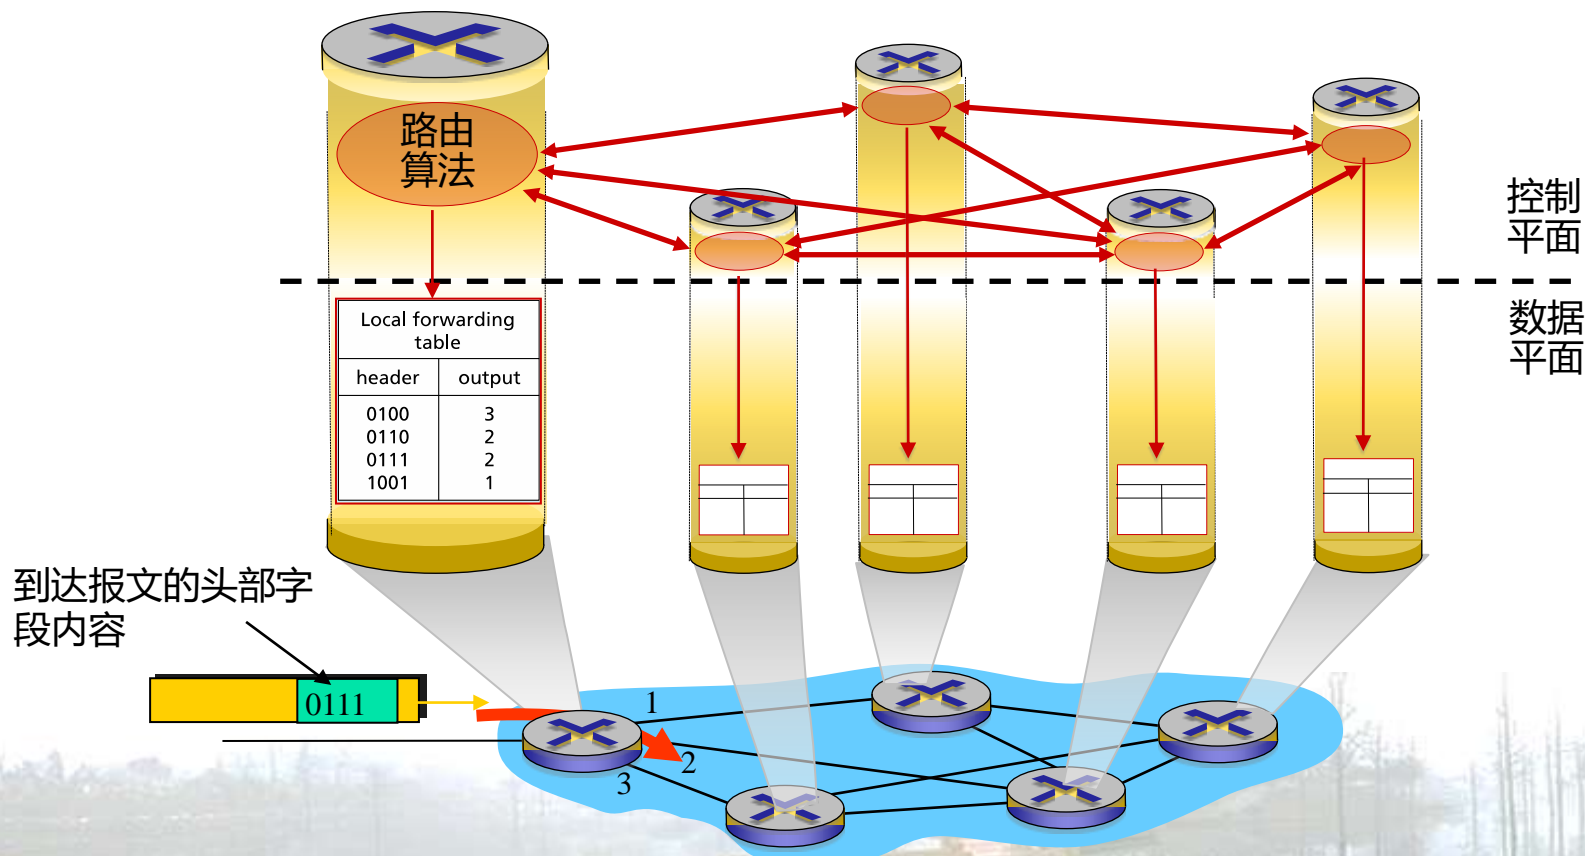 路由
算法
控制
平面
数据
平面
Local forwarding
table
header output
0100 3
0110 2
0111 2
1001 1
到达报文的头部字
段内容
0111
1
2
3